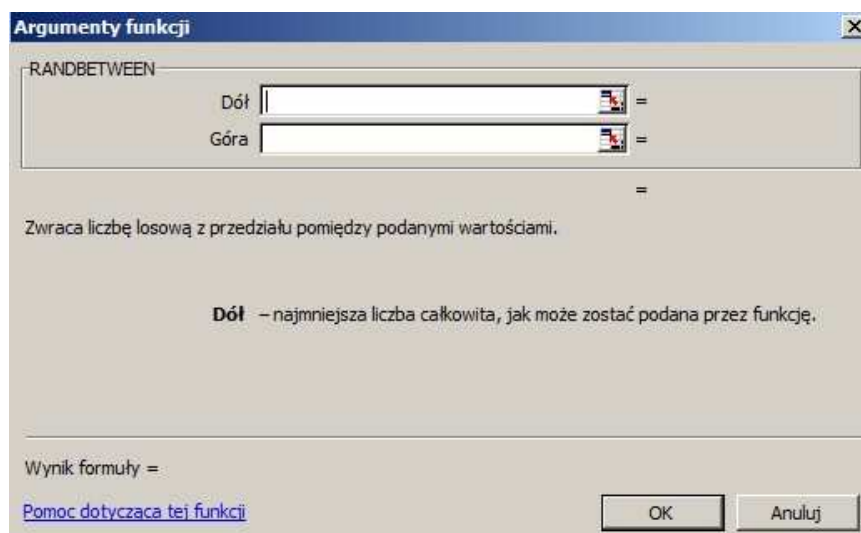 Argumenty funkcji
RANDBETWEEN
Dół =
Góra =
=
Zwraca liczbę losową z przedziału pomiędzy podanymi wartościami.
Dół – najmniejsza liczba całkowita, jak może zostać podana przez funkcję.
Wynik formuły =
Pomoc dotycząca tej funkcji
OK Anuluj